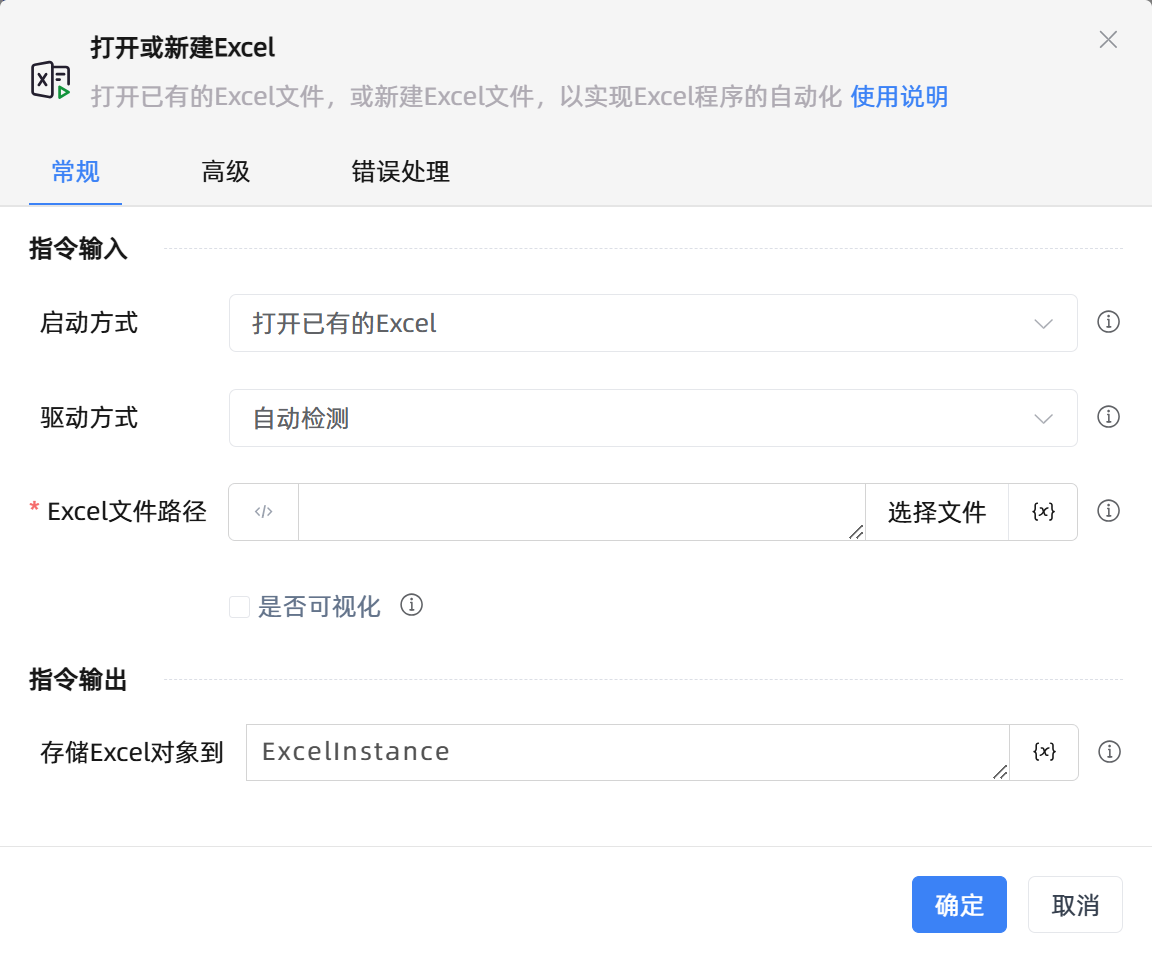 打开或新建Excel
打开已有的Excel文件，或新建Excel文件，以实现Excel程序的自动化 使用说明
常规 高级 错误处理
指令输入
启动方式 打开已有的Excel
驱动方式 自动检测
* Excel文件路径 </> 选择文件 {x}
是否可视化
指令输出
存储Excel对象到 ExcelInstance {x}
确定 取消